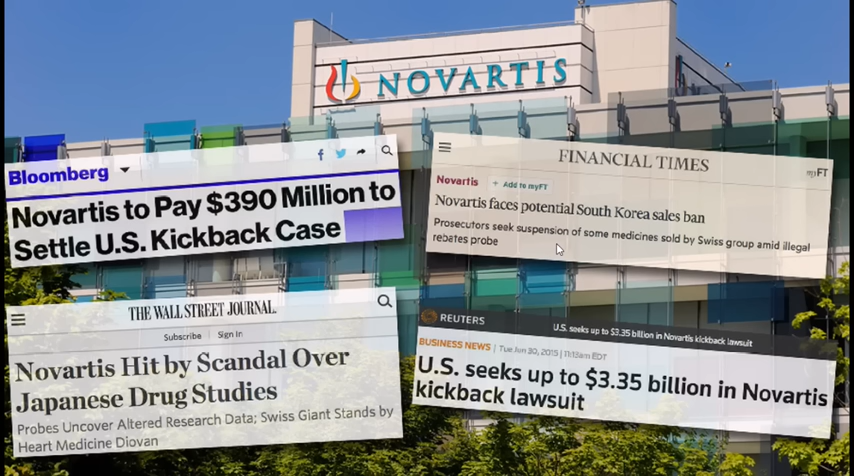 NOVARTIS
Bloomberg
Novartis to Pay $390 Million to
Settle U.S. Kickback Case
FINANCIAL TIMES
myFT
Novartis + Add to myFT
Novartis faces potential South Korea sales ban
Prosecutors seek suspension of some medicines sold by Swiss group amid illegal
rebates probe
THE WALL STREET JOURNAL.
Subscribe | Sign In
Novartis Hit by Scandal Over
Japanese Drug Studies
Probes Uncover Altered Research Data; Swiss Giant Stands by
Heart Medicine Diovan
REUTERS U.S. seeks up to $3.35 billion in Novartis kickback lawsuit
BUSINESS NEWS | Tue Jun 30, 2015 | 11:13am EDT
U.S. seeks up to $3.35 billion in Novartis
kickback lawsuit